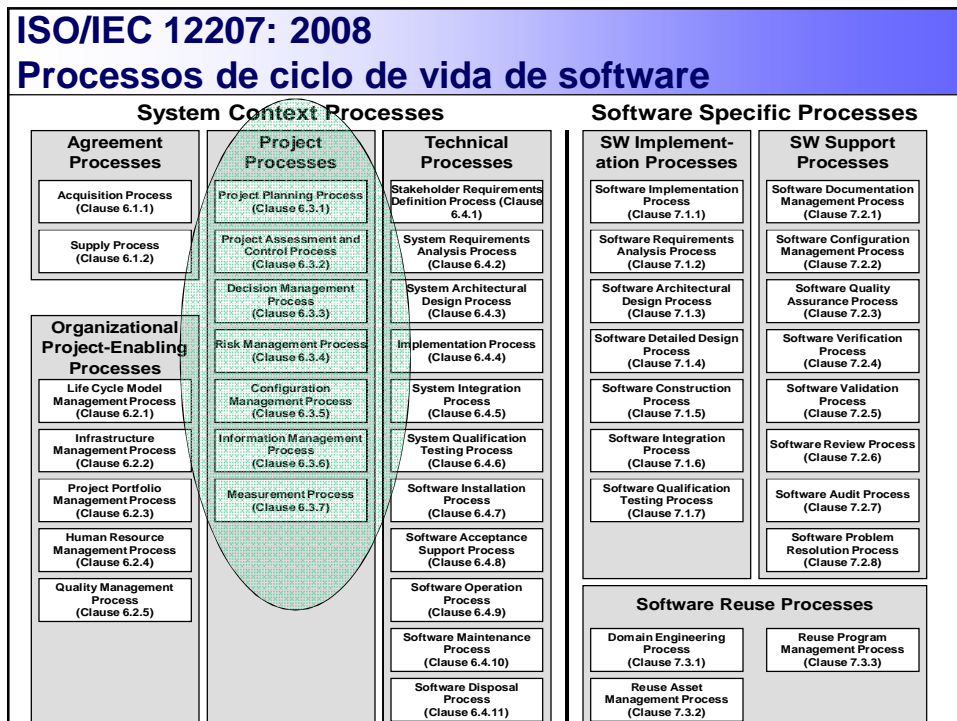 ISO/IEC 12207: 2008
Processos de ciclo de vida de software
System Context Processes
Software Specific Processes
Agreement
Processes
Acquisition Process
(Clause 6.1.1)
Supply Process
(Clause 6.1.2)
Organizational
Project-Enabling
Processes
Life Cycle Model
Management Process
(Clause 6.2.1)
Infrastructure
Management Process
(Clause 6.2.2)
Project Portfolio
Management Process
(Clause 6.2.3)
Human Resource
Management Process
(Clause 6.2.4)
Quality Management
Process
(Clause 6.2.5)
Project
Processes
Project Planning Process
(Clause 6.3.1)
Project Assessment and
Control Process
(Clause 6.3.2)
Decision Management
Process
(Clause 6.3.3)
Risk Management Process
(Clause 6.3.4)
Configuration
Management Process
(Clause 6.3.5)
Information Management
Process
(Clause 6.3.6)
Measurement Process
(Clause 6.3.7)
Technical
Processes
Stakeholder Requirements
Definition Process (Clause
6.4.1)
System Requirements
Analysis Process
(Clause 6.4.2)
System Architectural
Design Process
(Clause 6.4.3)
Implementation Process
(Clause 6.4.4)
System Integration
Process
(Clause 6.4.5)
System Qualification
Testing Process
(Clause 6.4.6)
Software Installation
Process
(Clause 6.4.7)
Software Acceptance
Support Process
(Clause 6.4.8)
Software Operation
Process
(Clause 6.4.9)
Software Maintenance
Process
(Clause 6.4.10)
Software Disposal
Process
(Clause 6.4.11)
SW Implement-
ation Processes
Software Implementation
Process
(Clause 7.1.1)
Software Requirements
Analysis Process
(Clause 7.1.2)
Software Architectural
Design Process
(Clause 7.1.3)
Software Detailed Design
Process
(Clause 7.1.4)
Software Construction
Process
(Clause 7.1.5)
Software Integration
Process
(Clause 7.1.6)
Software Qualification
Testing Process
(Clause 7.1.7)
SW Support
Processes
Software Documentation
Management Process
(Clause 7.2.1)
Software Configuration
Management Process
(Clause 7.2.2)
Software Quality
Assurance Process
(Clause 7.2.3)
Software Verification
Process
(Clause 7.2.4)
Software Validation
Process
(Clause 7.2.5)
Software Review Process
(Clause 7.2.6)
Software Audit Process
(Clause 7.2.7)
Software Problem
Resolution Process
(Clause 7.2.8)
Software Reuse Processes
Domain Engineering
Process
(Clause 7.3.1)
Reuse Asset
Management Process
(Clause 7.3.2)
Reuse Program
Management Process
(Clause 7.3.3)